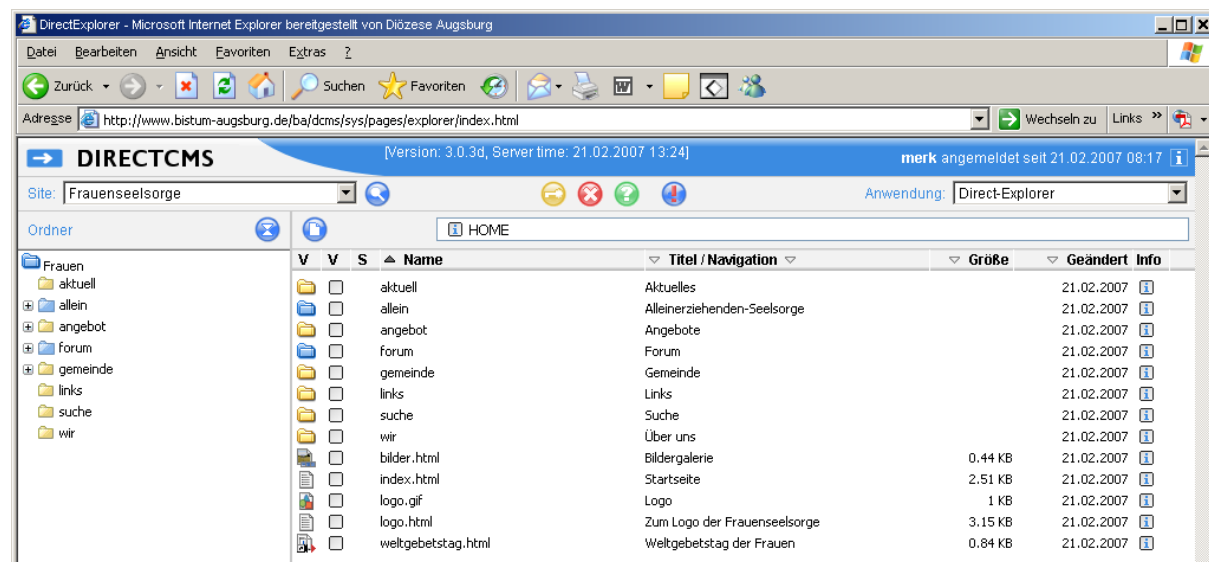 DirectExplorer - Microsoft Internet Explorer bereitgestellt von Diözese Augsburg
Datei Bearbeiten Ansicht Favoriten Extras ?
Zurück Suchen Favoriten
Adresse http://www.bistum-augsburg.de/ba/dcms/sys/pages/explorer/index.html Wechseln zu Links »
DIRECTCMS [Version: 3.0.3d, Server time: 21.02.2007 13:24] merk angemeldet seit 21.02.2007 08:17
Site: Frauenseelsorge Anwendung: Direct-Explorer
Ordner HOME
V V S Name Titel / Navigation Größe Geändert Info
Frauen
aktuell
allein
angebot
forum
gemeinde
links
suche
wir
aktuell Aktuelles 21.02.2007
allein Alleinerziehenden-Seelsorge 21.02.2007
angebot Angebote 21.02.2007
forum Forum 21.02.2007
gemeinde Gemeinde 21.02.2007
links Links 21.02.2007
suche Suche 21.02.2007
wir Über uns 21.02.2007
bilder.html Bildergalerie 0.44 KB 21.02.2007
index.html Startseite 2.51 KB 21.02.2007
logo.gif Logo 1 KB 21.02.2007
logo.html Zum Logo der Frauenseelsorge 3.15 KB 21.02.2007
weltgebetstag.html Weltgebetstag der Frauen 0.84 KB 21.02.2007